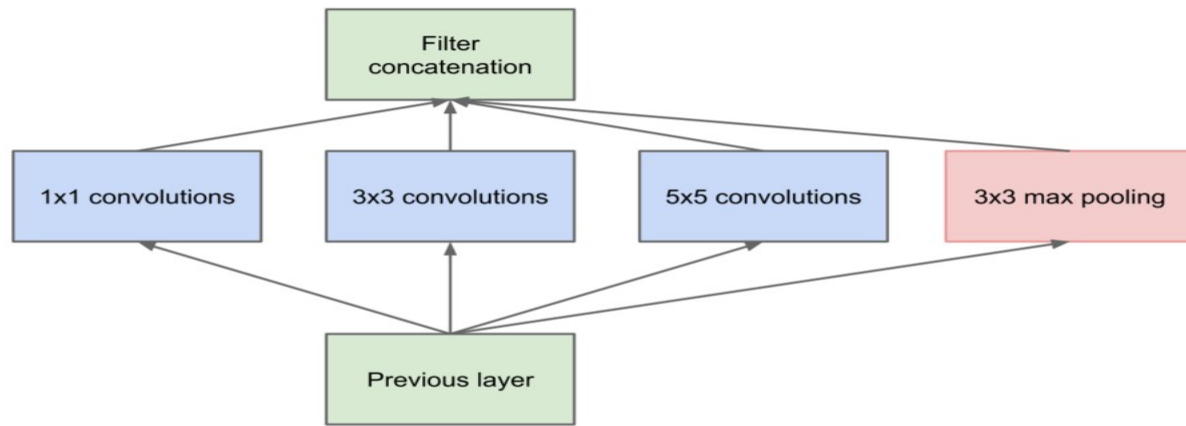 Filter
concatenation
1x1 convolutions
3x3 convolutions
5x5 convolutions
3x3 max pooling
Previous layer